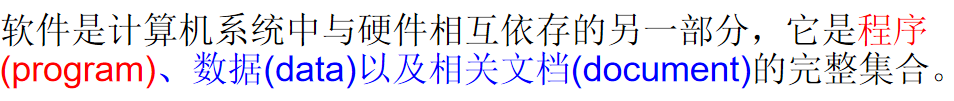 软件是计算机系统中与硬件相互依存的另一部分，它是程序
(program)、数据(data)以及相关文档(document)的完整集合。